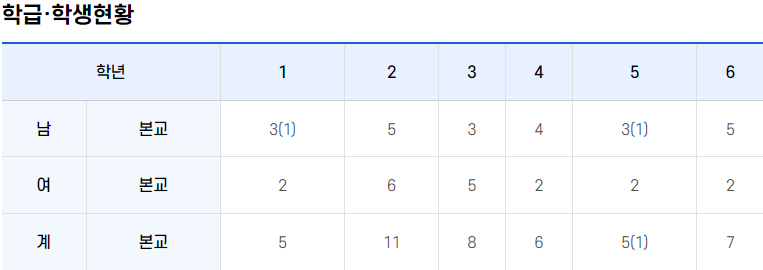 학급·학생현황
학년 1 2 3 4 5 6
남 본교 3(1) 5 3 4 3(1) 5
여 본교 2 6 5 2 2 2
계 본교 5 11 8 6 5(1) 7